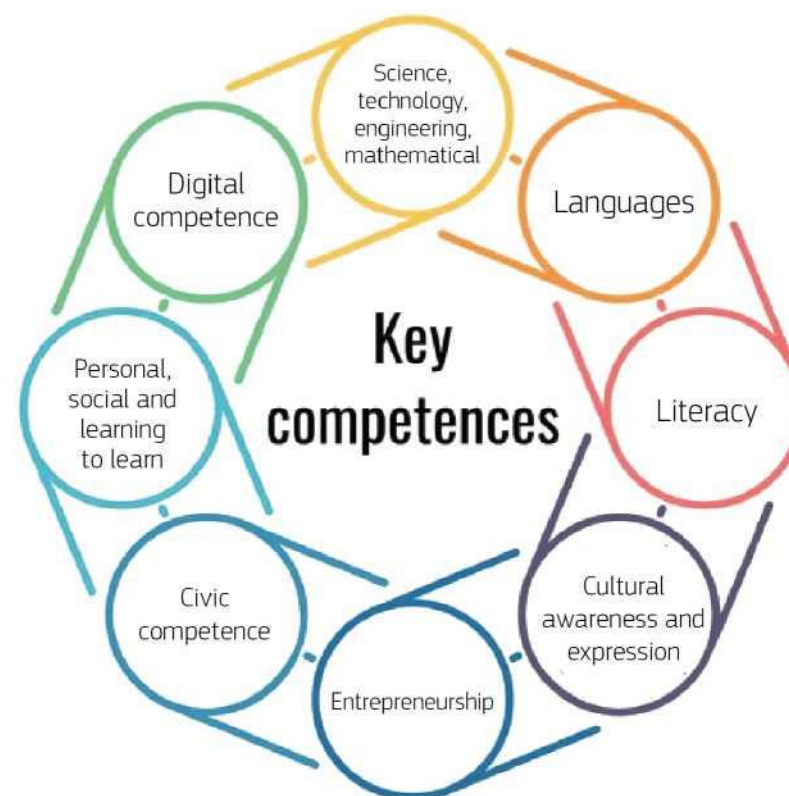 Science,
technology,
engineering,
mathematical
Languages
Literacy
Cultural
awareness and
expression
Entrepreneurship
Civic
competence
Personal,
social and
learning
to learn
Digital
competence
Key
competences